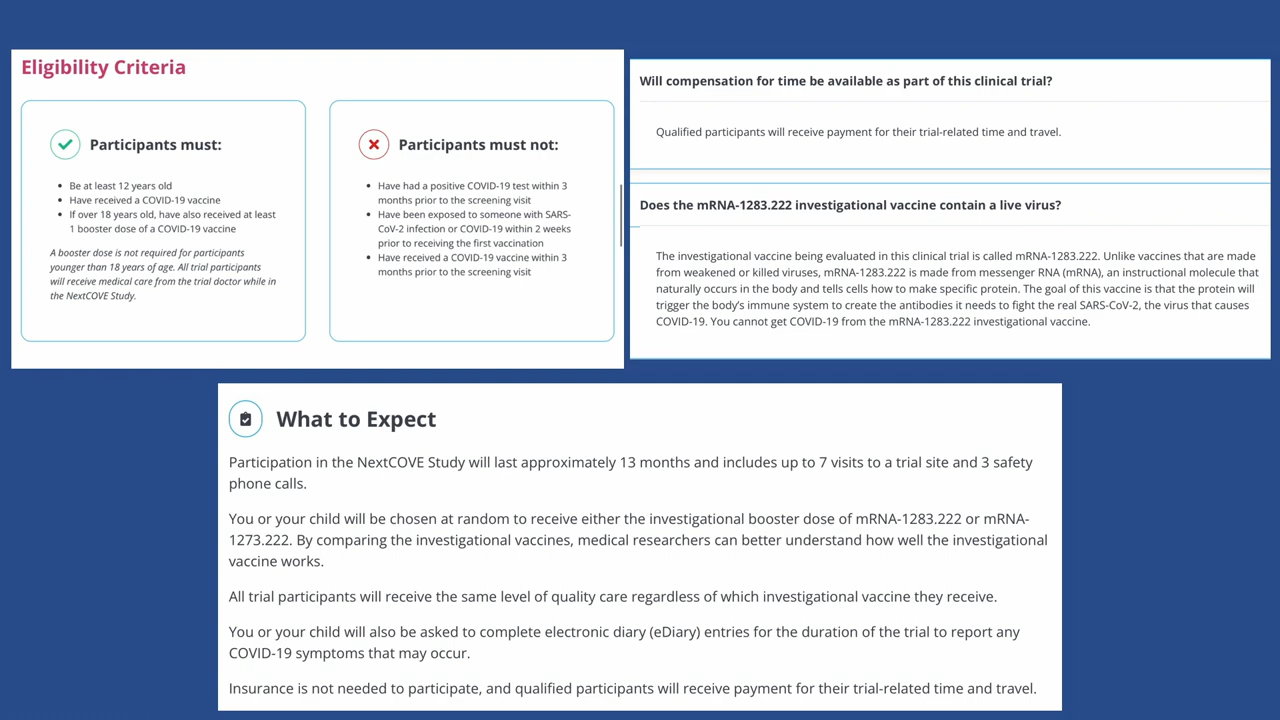 Eligibility Criteria
Participants must:
• Be at least 12 years old
• Have received a COVID-19 vaccine
• If over 18 years old, have also received at least
1 booster dose of a COVID-19 vaccine
A booster dose is not required for participants
younger than 18 years of age. All trial participants
will receive medical care from the trial doctor while in
the NextCOVE Study.
Participants must not:
• Have had a positive COVID-19 test within 3
months prior to the screening visit
• Have been exposed to someone with SARS-
CoV-2 infection or COVID-19 within 2 weeks
prior to receiving the first vaccination
• Have received a COVID-19 vaccine within 3
months prior to the screening visit
Will compensation for time be available as part of this clinical trial?
Qualified participants will receive payment for their trial-related time and travel.
Does the mRNA-1283.222 investigational vaccine contain a live virus?
The investigational vaccine being evaluated in this clinical trial is called mRNA-1283.222. Unlike vaccines that are made
from weakened or killed viruses, mRNA-1283.222 is made from messenger RNA (mRNA), an instructional molecule that
naturally occurs in the body and tells cells how to make specific protein. The goal of this vaccine is that the protein will
trigger the body's immune system to create the antibodies it needs to fight the real SARS-CoV-2, the virus that causes
COVID-19. You cannot get COVID-19 from the mRNA-1283.222 investigational vaccine.
What to Expect
Participation in the NextCOVE Study will last approximately 13 months and includes up to 7 visits to a trial site and 3 safety
phone calls.
You or your child will be chosen at random to receive either the investigational booster dose of mRNA-1283.222 or mRNA-
1273.222. By comparing the investigational vaccines, medical researchers can better understand how well the investigational
vaccine works.
All trial participants will receive the same level of quality care regardless of which investigational vaccine they receive.
You or your child will also be asked to complete electronic diary (eDiary) entries for the duration of the trial to report any
COVID-19 symptoms that may occur.
Insurance is not needed to participate, and qualified participants will receive payment for their trial-related time and travel.